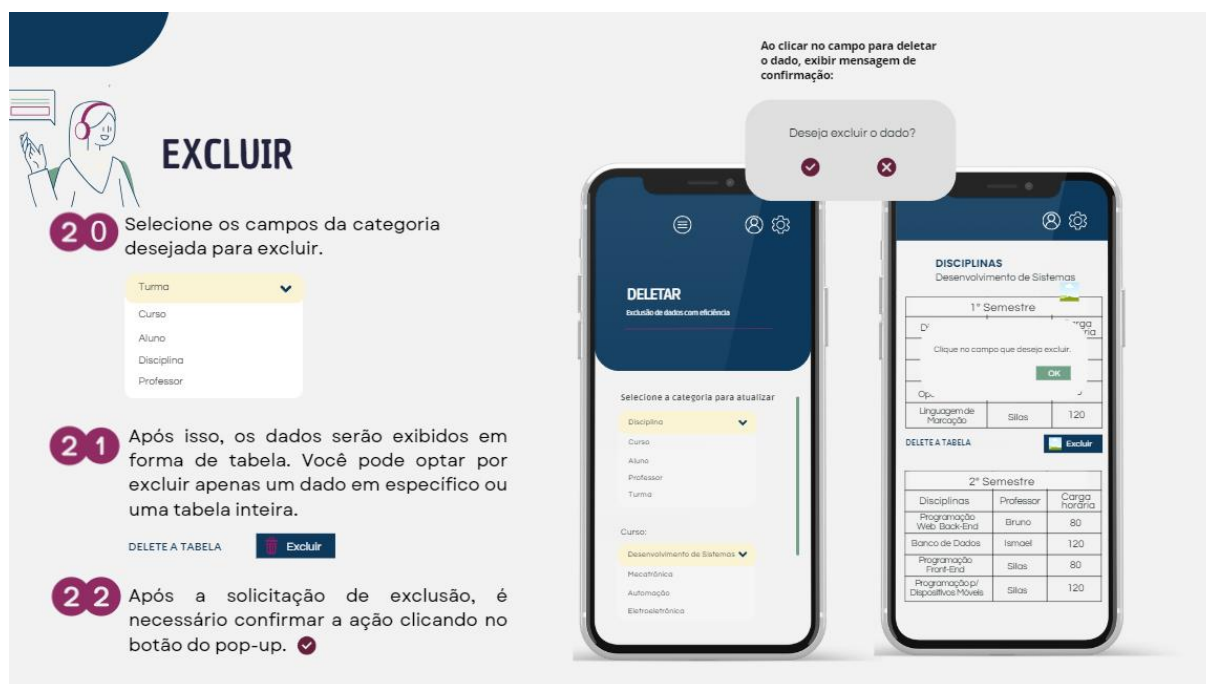 EXCLUIR
20
Selecione os campos da categoria
desejada para excluir.
Turma
Curso
Aluno
Disciplina
Professor
21
Após isso, os dados serão exibidos em
forma de tabela. Você pode optar por
excluir apenas um dado em específico ou
uma tabela inteira.
DELETE A TABELA
Excluir
22
Após a solicitação de exclusão, é
necessário confirmar a ação clicando no
botão do pop-up.
Ao clicar no campo para deletar
o dado, exibir mensagem de
confirmação:
Deseja excluir o dado?
DELETAR
Exclusão de dados com eficiência
Selecione a categoria para atualizar
Disciplina
Curso
Aluno
Professor
Turma
Curso:
Desenvolvimento de Sistemas
Mecatrônica
Automação
Eletroeletrônica
DISCIPLINAS
Desenvolvimento de Sistemas
1º Semestre
Clique no campo que deseja excluir.
OK
Linguagem de
Marcação
Silas
120
DELETE A TABELA
Excluir
2º Semestre
Disciplinas
Professor
Carga
horária
Programação
Web Back-End
Bruno
80
Banco de Dados
Ismael
120
Programação
Front-End
Silas
80
Programação p/
Dispositivos Móveis
Silas
120